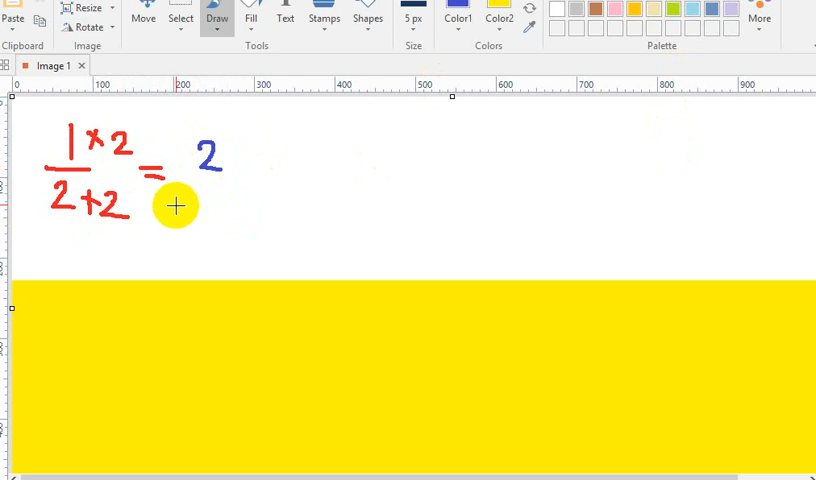 Paste
Resize
Rotate
Move
Select
Draw
Fill
Text
Stamps
Shapes
5 px
Color1
Color2
More
Clipboard
Image
Tools
Size
Colors
Palette
Image 1
0 100 200 300 400 500 600 700 800 900
1 × 2
2 + 2
= 2